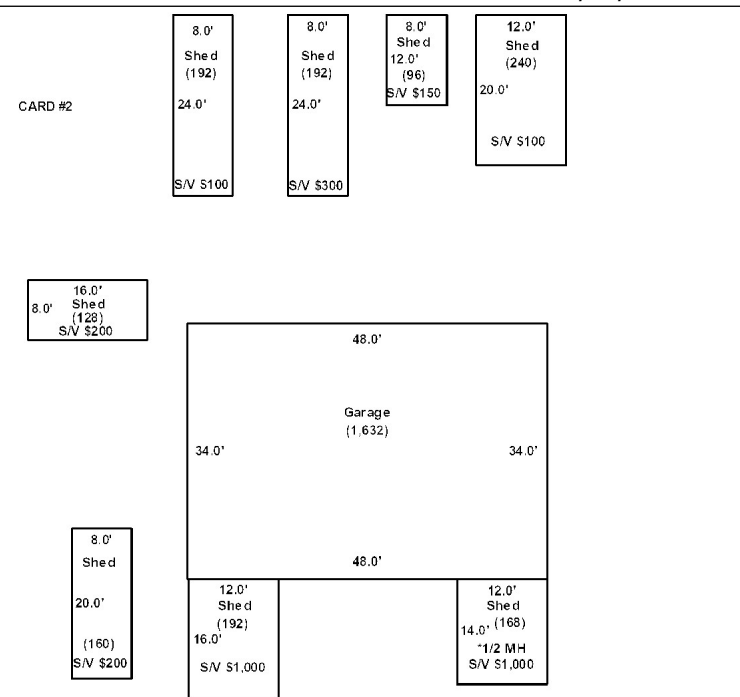 8.0'
Shed
(192)
24.0'
S/V $100
8.0'
Shed
(192)
24.0'
S/V $300
8.0'
Shed
12.0'
(96)
S/V $150
12.0'
Shed
(240)
20.0'
S/V $100
CARD #2
16.0'
8.0'
Shed
(128)
S/V $200
48.0'
Garage
(1,632)
34.0'
34.0'
48.0'
8.0'
Shed
20.0'
(160)
S/V $200
12.0'
Shed
(192)
16.0'
S/V $1,000
12.0'
Shed
14.0' (168)
*1/2 MH
S/V $1,000